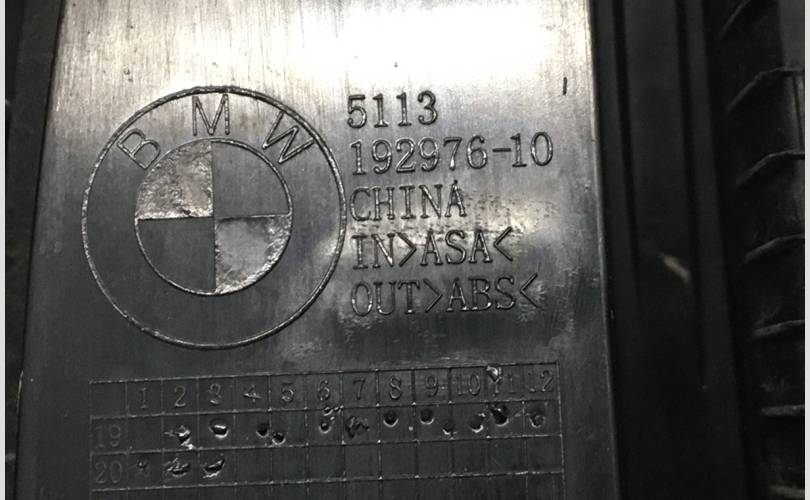 BMW
5113
192976-10
CHINA
IN>ASA<
OUT>ABS<
1 2 3 4 5 6 7 8 9 10 11 12
19
20